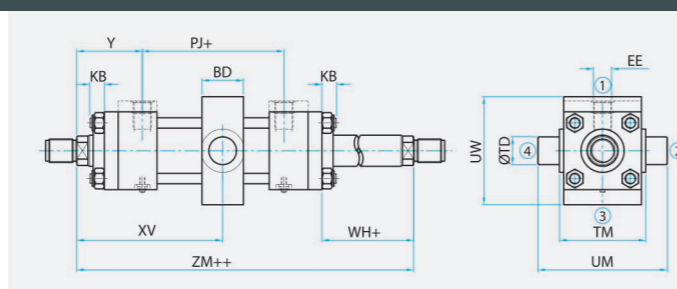 Y
PJ+
KB
BD
KB
XV
WH+
ZM++
EE
①
UW
ØTD
④
②
③
TM
UM